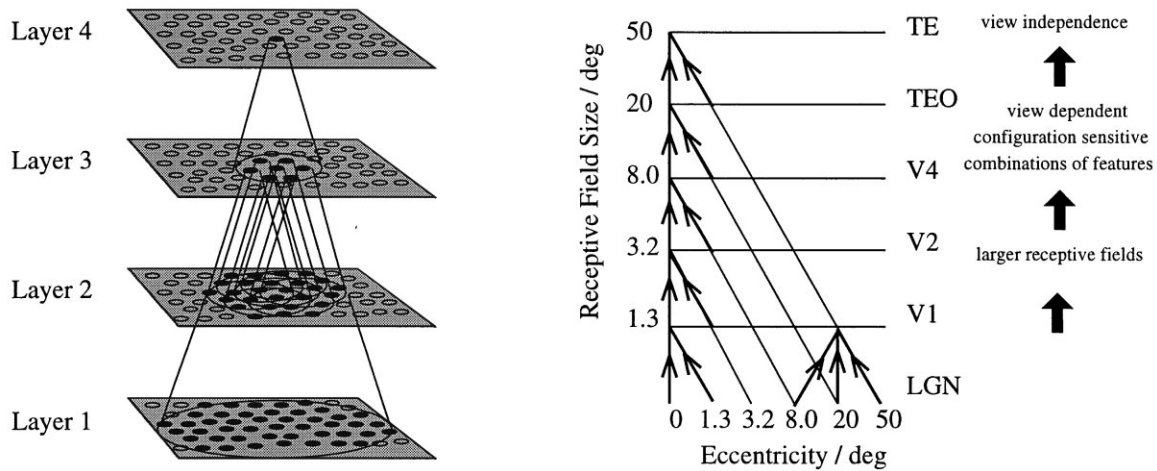 Layer 4
Layer 3
Layer 2
Layer 1
Receptive Field Size / deg
50
20
8.0
3.2
1.3
TE
TEO
V4
V2
V1
LGN
view independence
view dependent
configuration sensitive
combinations of features
larger receptive fields
0 1.3 3.2 8.0 20 50
Eccentricity / deg